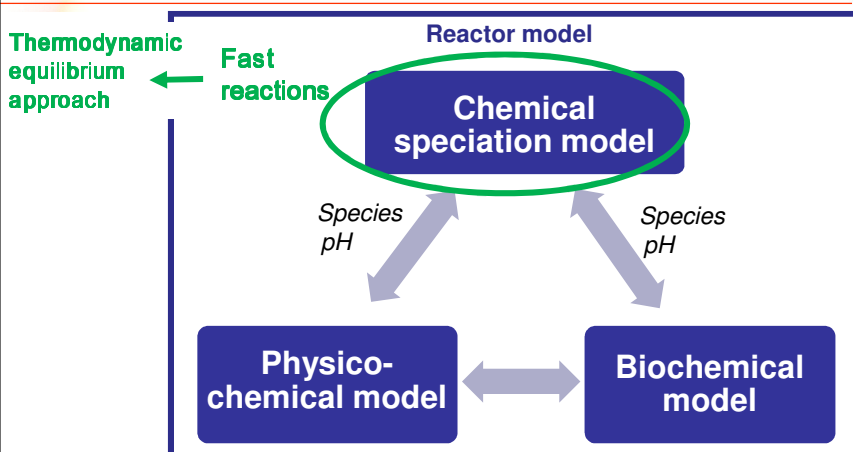 Reactor model
Thermodynamic
equilibrium
approach
Fast
reactions
Chemical
speciation model
Species
pH
Species
pH
Physico-
chemical model
Biochemical
model